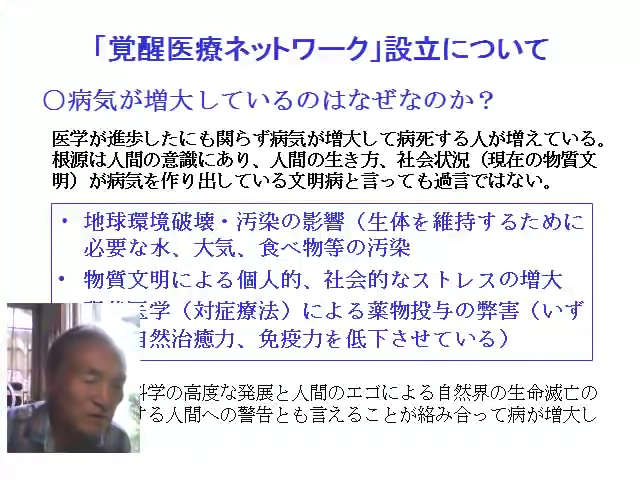 「覚醒医療ネットワーク」設立について
〇病気が増大しているのはなぜなのか？
医学が進歩したにも関らず病気が増大して病死する人が増えている。
根源は人間の意識にあり、人間の生き方、社会状況（現在の物質文
明）が病気を作り出している文明病と言っても過言ではない。
・ 地球環境破壊・汚染の影響（生体を維持するために
必要な水、大気、食べ物等の汚染
・ 物質文明による個人的、社会的なストレスの増大
医学（対症療法）による薬物投与の弊害（いず
自然治癒力、免疫力を低下させている）
科学の高度な発展と人間のエゴによる自然界の生命滅亡の
する人間への警告とも言えることが絡み合って病が増大し